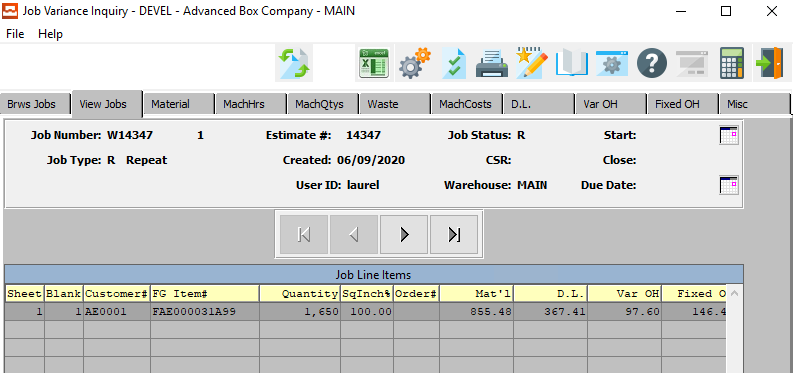 Job Variance Inquiry - DEVEL - Advanced Box Company - MAIN
File Help
Brws Jobs View Jobs Material MachHrs MachQtys Waste MachCosts D.L. Var OH Fixed OH Misc
Job Number: W14347 1 Estimate #: 14347 Job Status: R Start:
Job Type: R Repeat Created: 06/09/2020 CSR: Close:
User ID: laurel Warehouse: MAIN Due Date:
Job Line Items
Sheet Blank Customer# FG Item# Quantity SqInch% Order# Mat'l D.L. Var OH Fixed O
1 1 AE0001 FAE000031A99 1,650 100.00 855.48 367.41 97.60 146.4